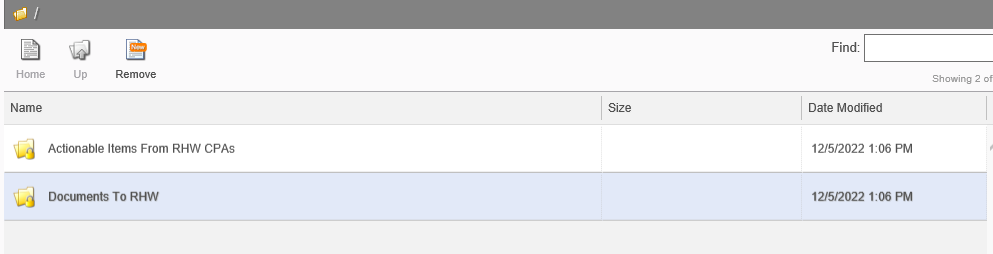 /
Home Up New Remove Find:
Showing 2 of
Name Size Date Modified
Actionable Items From RHW CPAs 12/5/2022 1:06 PM
Documents To RHW 12/5/2022 1:06 PM